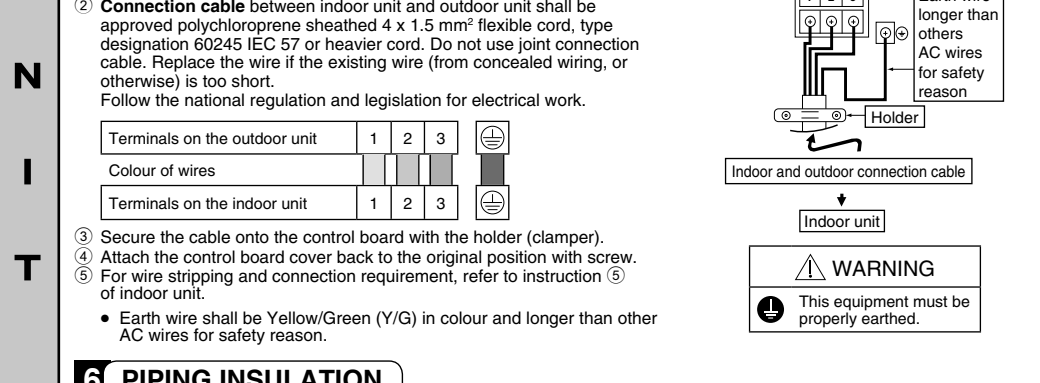 ② Connection cable between indoor unit and outdoor unit shall be
approved polychloroprene sheathed 4 x 1.5 mm² flexible cord, type
designation 60245 IEC 57 or heavier cord. Do not use joint connection
cable. Replace the wire if the existing wire (from concealed wiring, or
otherwise) is too short.
Follow the national regulation and legislation for electrical work.
Terminals on the outdoor unit 1 2 3
Colour of wires
Terminals on the indoor unit 1 2 3
③ Secure the cable onto the control board with the holder (clamper).
④ Attach the control board cover back to the original position with screw.
⑤ For wire stripping and connection requirement, refer to instruction ⑤
of indoor unit.
• Earth wire shall be Yellow/Green (Y/G) in colour and longer than other
AC wires for safety reason.
6 PIPING INSULATION
N
I
T
longer than
others
AC wires
for safety
reason
Holder
Indoor and outdoor connection cable
Indoor unit
WARNING
This equipment must be
properly earthed.